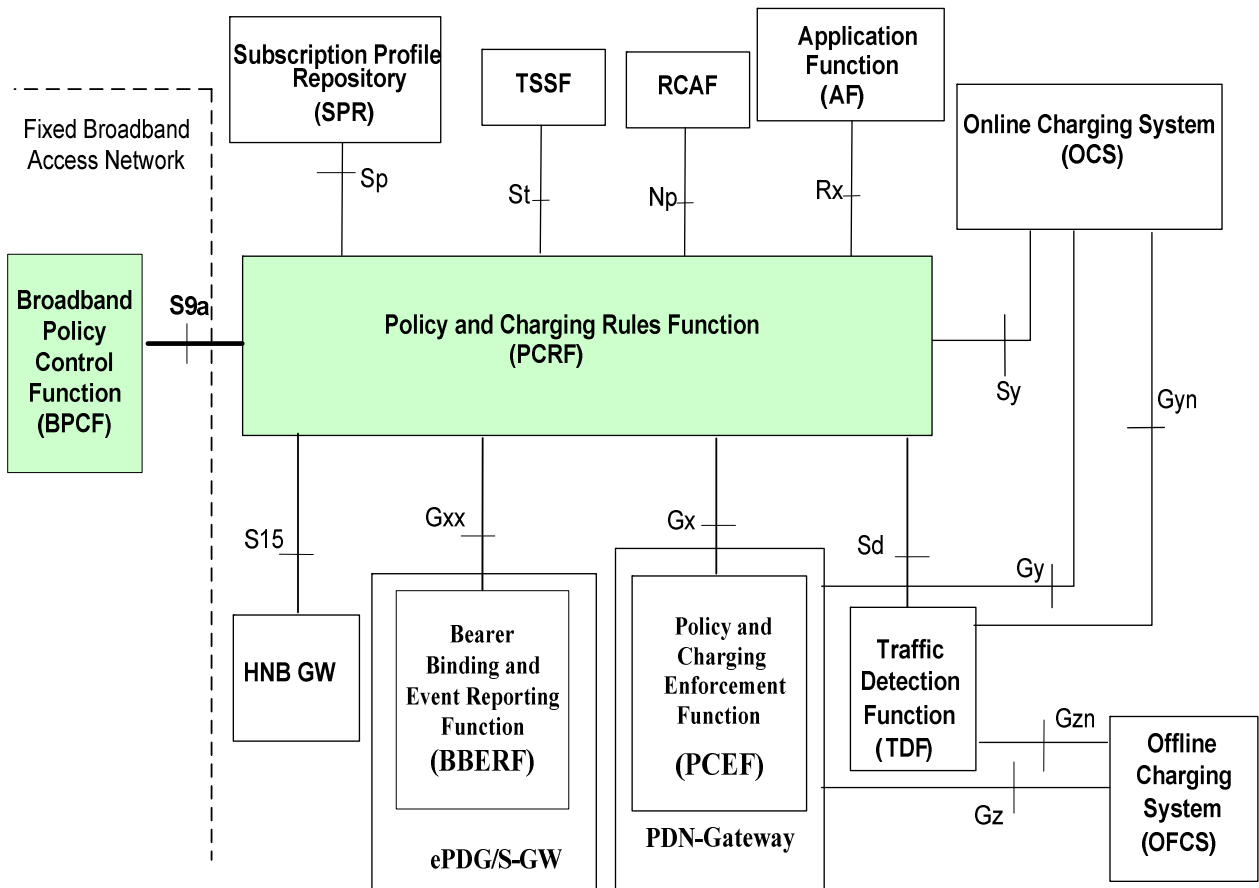 Subscription Profile
Repository
(SPR)
TSSF
RCAF
Application
Function
(AF)
Online Charging System
(OCS)
Fixed Broadband
Access Network
Sp
St
Np
Rx
Broadband
Policy
Control
Function
(BPCF)
S9a
Policy and Charging Rules Function
(PCRF)
Sy
Gyn
S15
Gxx
Gx
Sd
Gy
HNB GW
Bearer
Binding and
Event Reporting
Function
(BBERF)
ePDG/S-GW
Policy and
Charging
Enforcement
Function
(PCEF)
PDN-Gateway
Traffic
Detection
Function
(TDF)
Gzn
Gz
Offline
Charging
System
(OFCS)